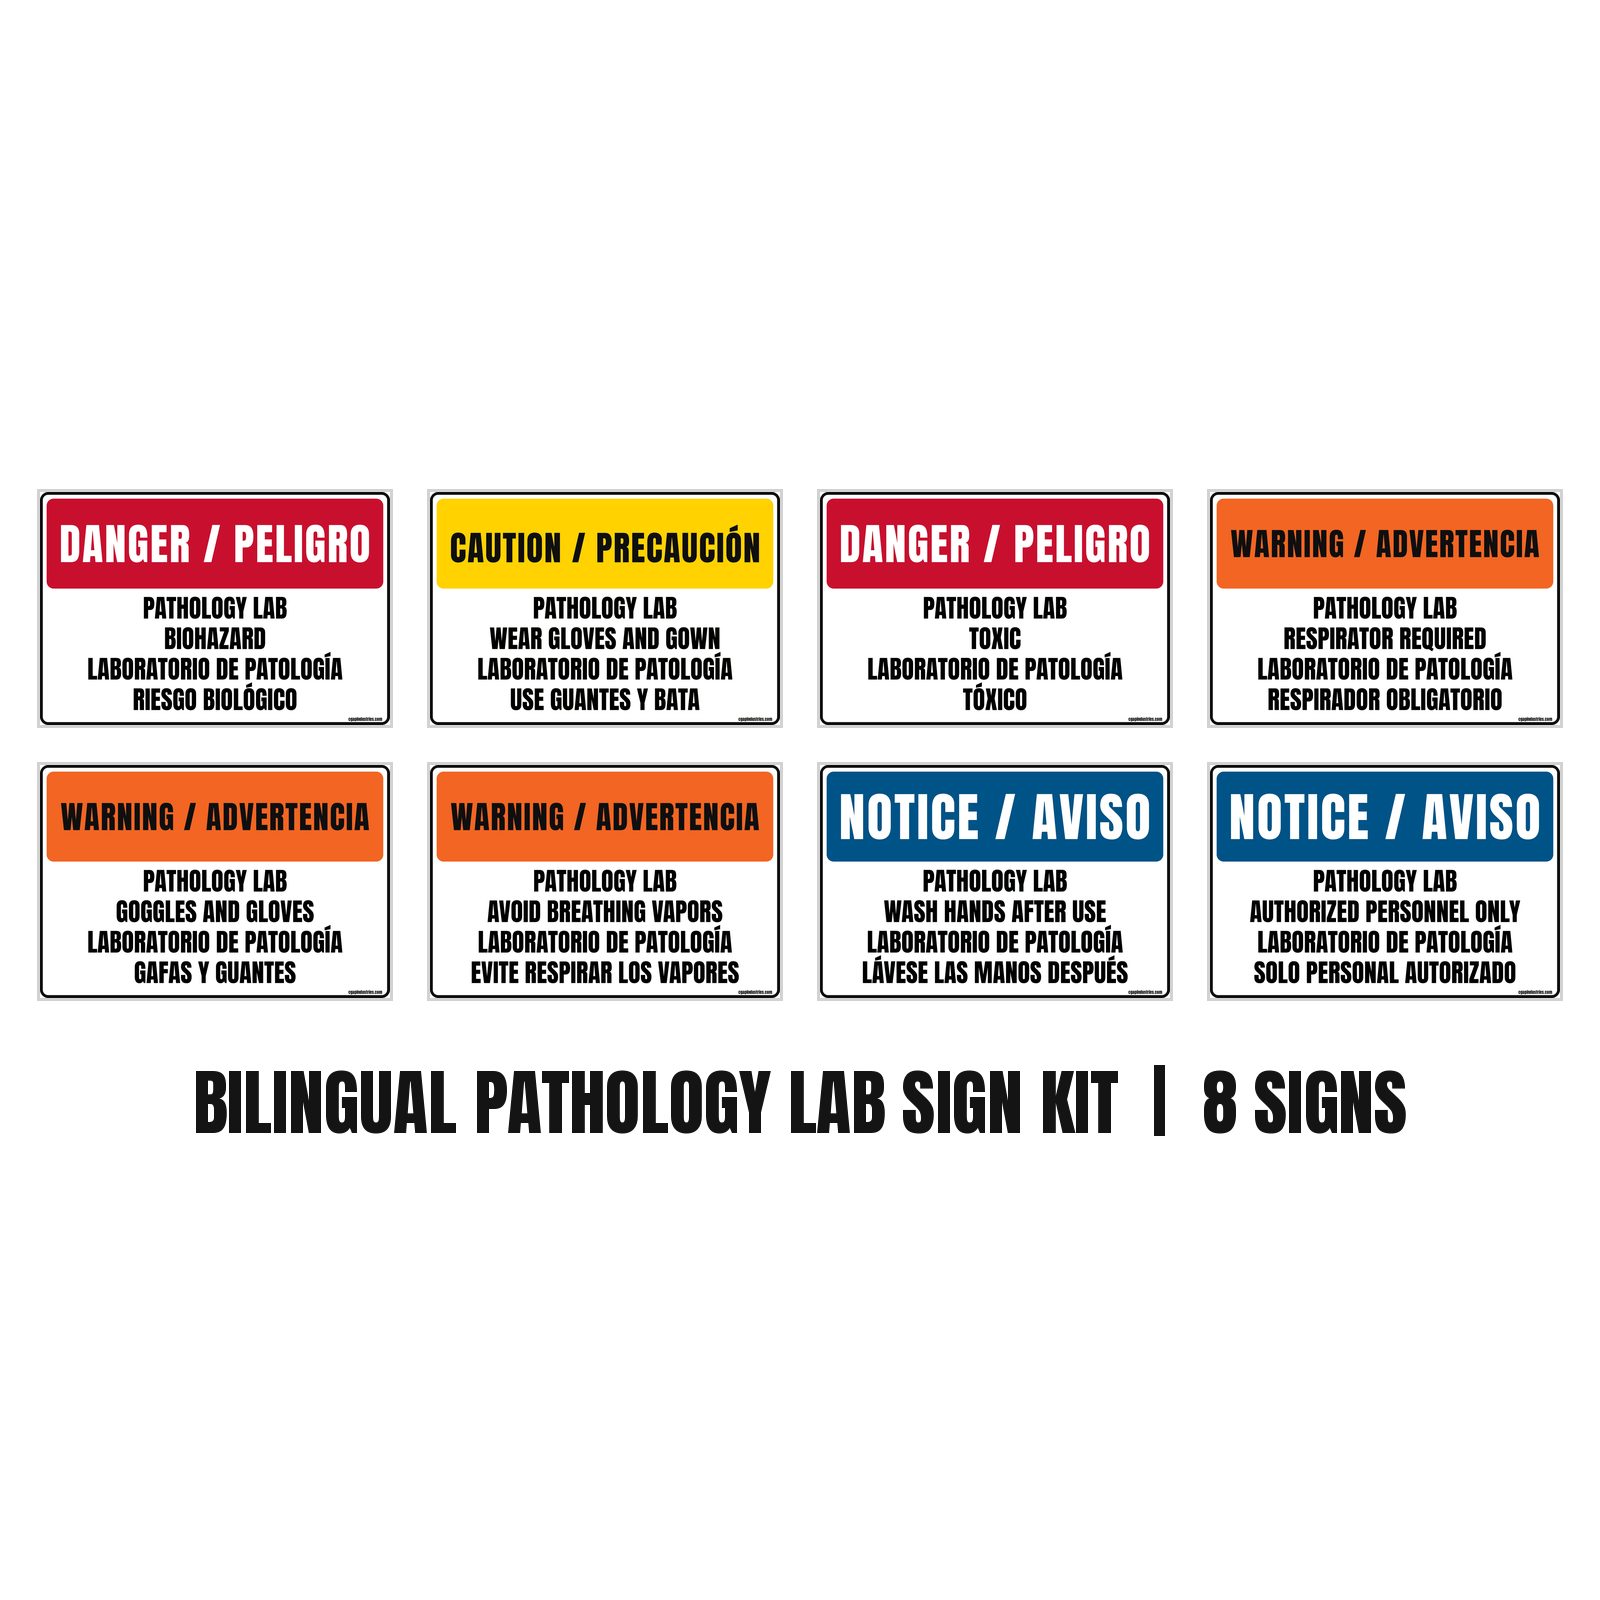 DANGER / PELIGRO
PATHOLOGY LAB
BIOHAZARD
LABORATORIO DE PATOLOGÍA
RIESGO BIOLÓGICO
cgaphindustries.com
CAUTION / PRECAUCIÓN
PATHOLOGY LAB
WEAR GLOVES AND GOWN
LABORATORIO DE PATOLOGÍA
USE GUANTES Y BATA
DANGER / PELIGRO
PATHOLOGY LAB
TOXIC
LABORATORIO DE PATOLOGÍA
TÓXICO
WARNING / ADVERTENCIA
PATHOLOGY LAB
RESPIRATOR REQUIRED
LABORATORIO DE PATOLOGÍA
RESPIRADOR OBLIGATORIO
WARNING / ADVERTENCIA
PATHOLOGY LAB
GOGGLES AND GLOVES
LABORATORIO DE PATOLOGÍA
GAFAS Y GUANTES
WARNING / ADVERTENCIA
PATHOLOGY LAB
AVOID BREATHING VAPORS
LABORATORIO DE PATOLOGÍA
EVITE RESPIRAR LOS VAPORES
NOTICE / AVISO
PATHOLOGY LAB
WASH HANDS AFTER USE
LABORATORIO DE PATOLOGÍA
LÁVESE LAS MANOS DESPUÉS
NOTICE / AVISO
PATHOLOGY LAB
AUTHORIZED PERSONNEL ONLY
LABORATORIO DE PATOLOGÍA
SOLO PERSONAL AUTORIZADO
BILINGUAL PATHOLOGY LAB SIGN KIT | 8 SIGNS